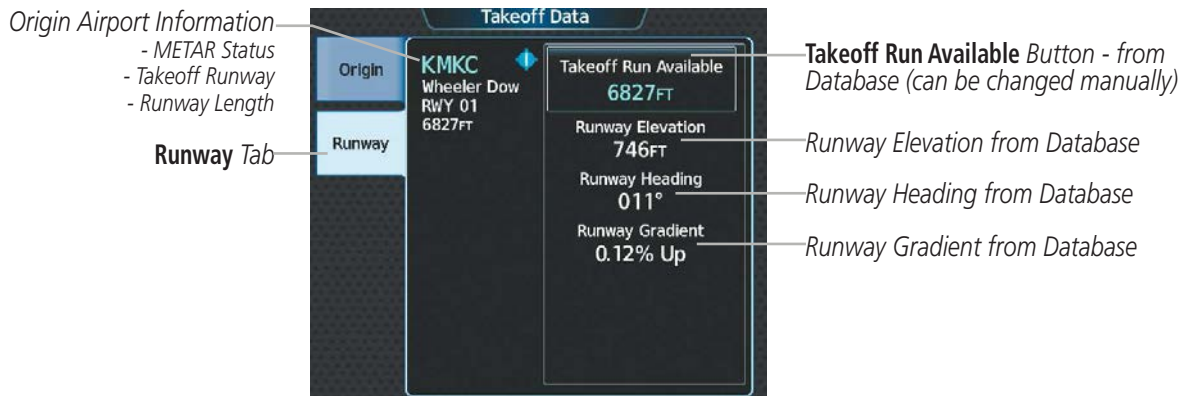 Origin Airport Information
- METAR Status
- Takeoff Runway
- Runway Length
Runway Tab
Takeoff Data
Origin
Runway
KMKC
Wheeler Dow
RWY 01
6827FT
Takeoff Run Available
6827FT
Runway Elevation
746FT
Runway Heading
011°
Runway Gradient
0.12% Up
Takeoff Run Available Button - from
Database (can be changed manually)
Runway Elevation from Database
Runway Heading from Database
Runway Gradient from Database